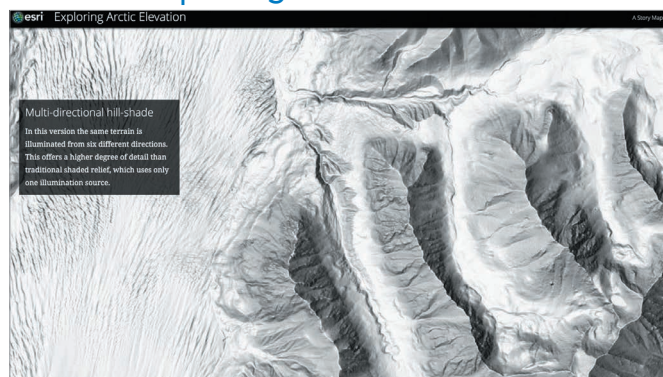 esri Exploring Arctic Elevation
A Story Map
Multi-directional hill-shade
In this version the same terrain is
illuminated from six different directions.
This offers a higher degree of detail than
traditional shaded relief, which uses only
one illumination source.